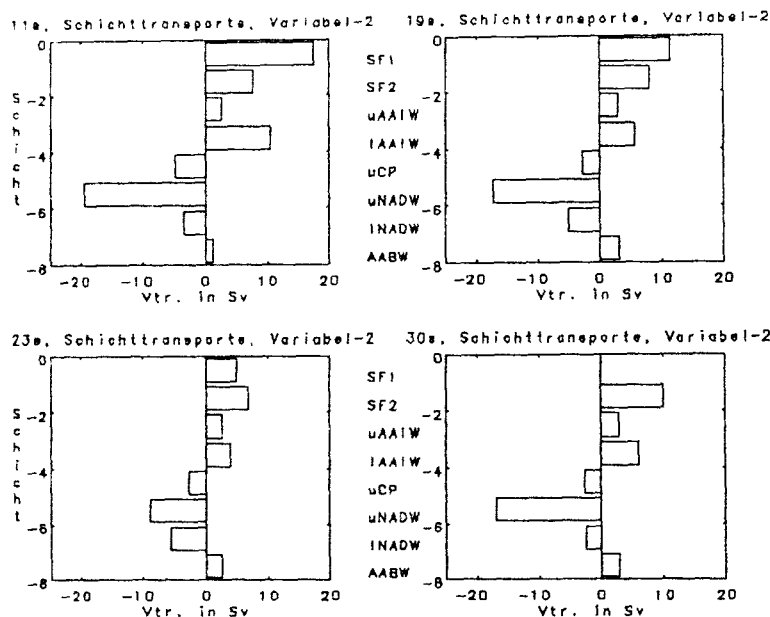 11s, Schichttransporte, Variabel-2
19s, Schichttransporte, Variabel-2
Schicht
0
-2
-4
-6
-8
-20 -10 0 10 20
Vtr. in Sv
SF1
SF2
uAAIW
lAAIW
uCP
uNADW
lNADW
AABW
0
-2
-4
-6
-8
-20 -10 0 10 20
Vtr. in Sv
23s, Schichttransporte, Variabel-2
30s, Schichttransporte, Variabel-2
Schicht
0
-2
-4
-6
-8
-20 -10 0 10 20
Vtr. in Sv
SF1
SF2
uAAIW
lAAIW
uCP
uNADW
lNADW
AABW
0
-2
-4
-6
-8
-20 -10 0 10 20
Vtr. in Sv